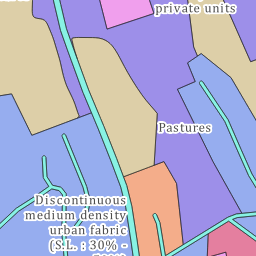 private units
Pastures
Discontinuous
medium density
urban fabric
(S.L. : 30% -